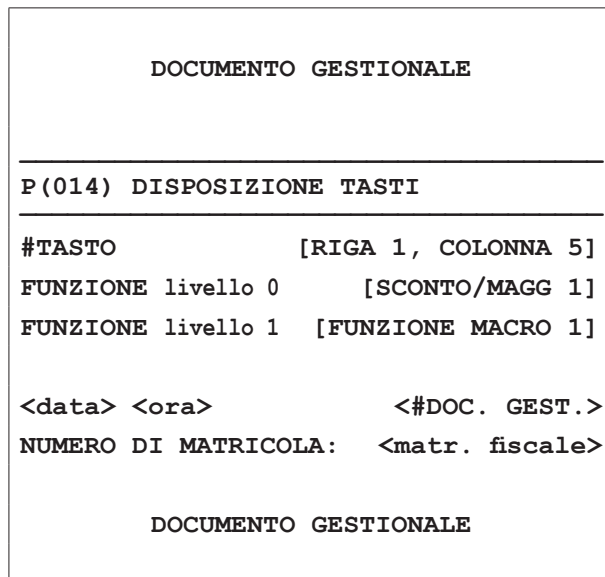 DOCUMENTO GESTIONALE
P(014) DISPOSIZIONE TASTI
#TASTO [RIGA 1, COLONNA 5]
FUNZIONE livello 0 [SCONTO/MAGG 1]
FUNZIONE livello 1 [FUNZIONE MACRO 1]
<data> <ora> <#DOC. GEST.>
NUMERO DI MATRICOLA: <matr. fiscale>
DOCUMENTO GESTIONALE